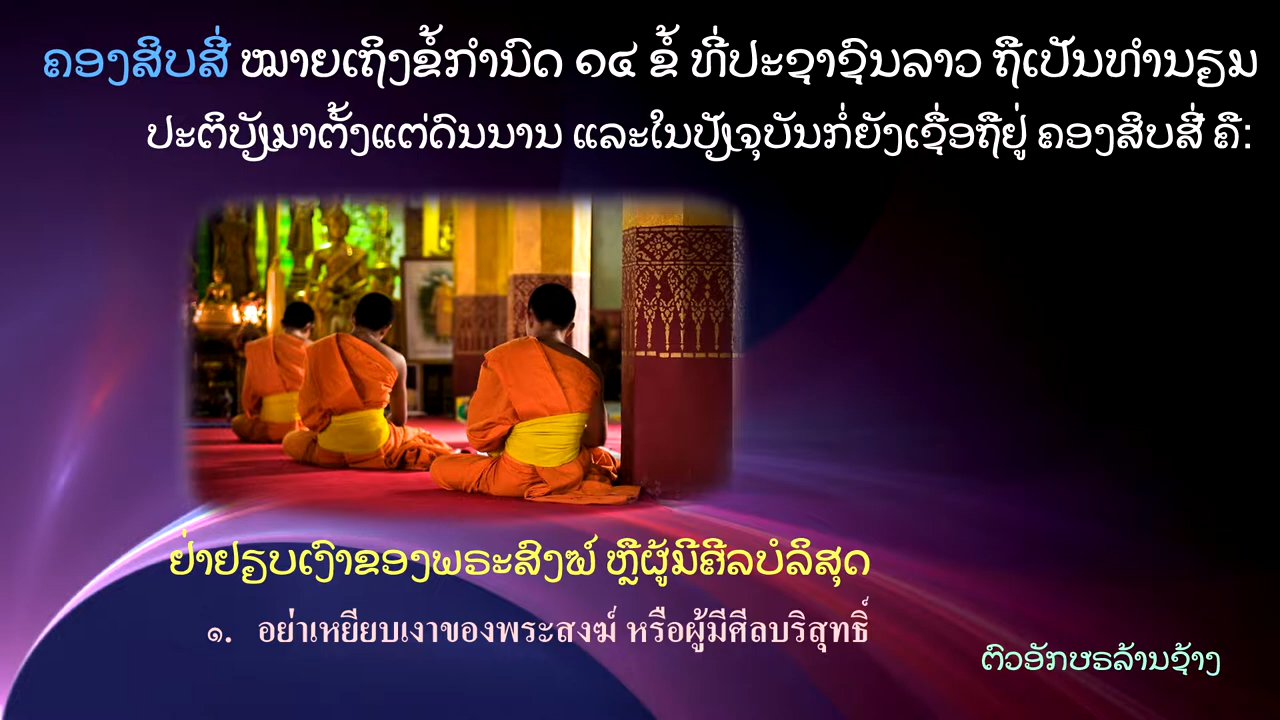 ຄອງສິບສີ່ ໝາຍເຖິງຂໍ້ກຳນົດ ໑໔ ຂໍ້ ທີ່ປະຊາຊົນລາວ ຖືເປັນທຳນຽມ
ປະຕິບັງມາຕັ້ງແຕ່ດົນນານ ແລະໃນປັຈຈຸບັນກໍ່ຍັງເຊື່ອຖືຢູ່ ຄອງສິບສີ່ ຄື:
ຢ່າຢຽບເງົາຂອງພຣະສົງຆ໌ ຫຼືຜູ້ມີສີລບໍລິສຸດ
๑. อย่าเหยียบเงาของพระสงฆ์ หรือผู้มีศีลบริสุทธิ์
ຕົວອັກຩຣລ້ານຊ້າງ